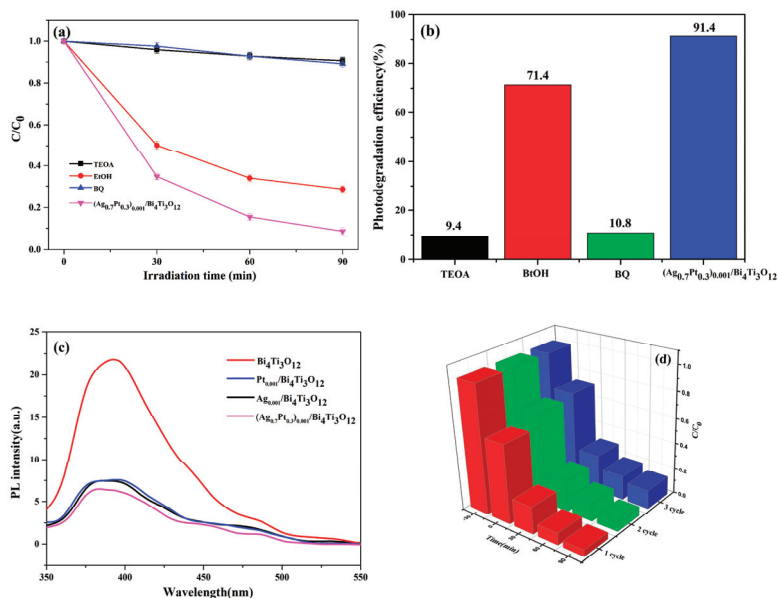 (a)
C/C0
1.0
0.8
0.6
0.4
0.2
0.0
TEOA
EtOH
BQ
(Ag0.7Pt0.3)0.001/Bi4Ti3O12
0
30
60
90
Irradiation time (min)
(b)
Photodegradation efficiency(%)
100
80
60
40
20
0
9.4
71.4
10.8
91.4
TEOA
BtOH
BQ
(Ag0.7Pt0.3)0.001/Bi4Ti3O12
(c)
PL intensity(a.u.)
25
20
15
10
5
0
Bi4Ti3O12
Pt0.001/Bi4Ti3O12
Ag0.001/Bi4Ti3O12
(Ag0.7Pt0.3)0.001/Bi4Ti3O12
350
400
450
500
550
Wavelength(nm)
(d)
1.0
0.8
0.4
0.2
0.0
C/C0
0
30
60
90
Time(min)
1 cycle
2 cycle
3 cycle